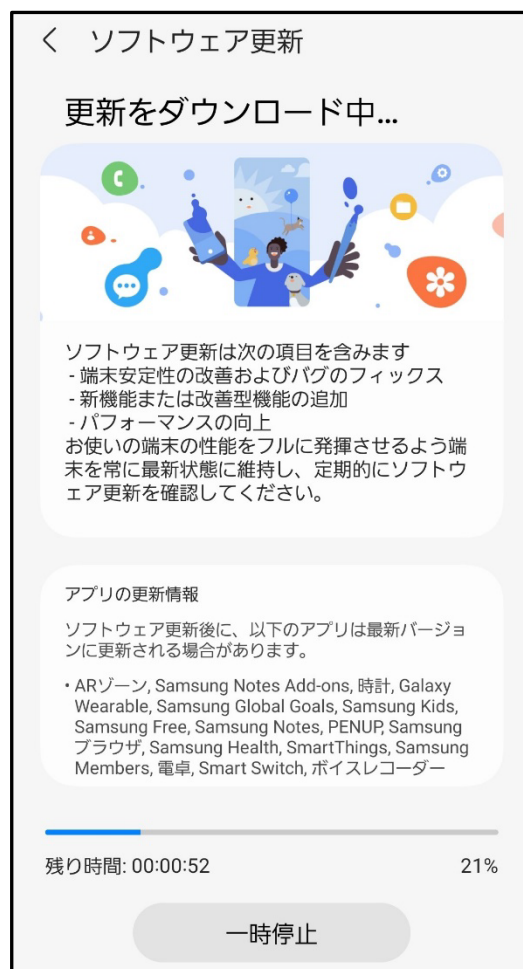 ソフトウェア更新
更新をダウンロード中...
ソフトウェア更新は次の項目を含みます
- 端末安定性の改善およびバグのフィックス
- 新機能または改善型機能の追加
- パフォーマンスの向上
お使いの端末の性能をフルに発揮させるよう端
末を常に最新状態に維持し、定期的にソフトウ
ェア更新を確認してください。
アプリの更新情報
ソフトウェア更新後に、以下のアプリは最新バージョ
ンに更新される場合があります。
• ARゾーン, Samsung Notes Add-ons, 時計, Galaxy
Wearable, Samsung Global Goals, Samsung Kids,
Samsung Free, Samsung Notes, PENUP, Samsung
ブラウザ, Samsung Health, SmartThings, Samsung
Members, 電卓, Smart Switch, ボイスレコーダー
残り時間: 00:00:52
21%
一時停止